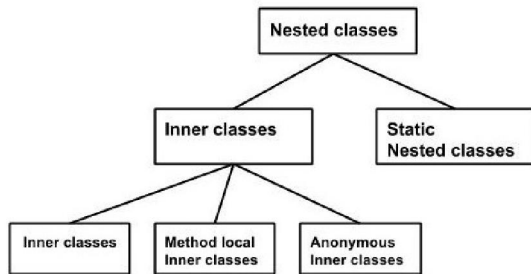 Nested classes
Inner classes
Static
Nested classes
Inner classes
Method local
Inner classes
Anonymous
Inner classes